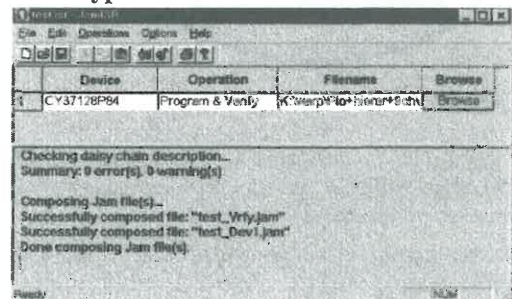 File Edit Operations Options Help
Device Operation Filename Browse
1 CY37128P84 Program & Verify Browse
Checking daisy chain description...
Summary: 0 error(s), 0 warning(s)
Composing Jam file(s)...
Successfully composed file: "test_Vrfy.jam"
Successfully composed file: "test_Dev1.jam"
Done composing Jam file(s).
Ready NUM